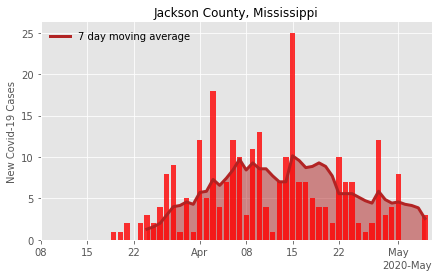 Jackson County, Mississippi
7 day moving average
New Covid-19 Cases
25
20
15
10
5
0
08 15 22 Apr 08 15 22 May
2020-May